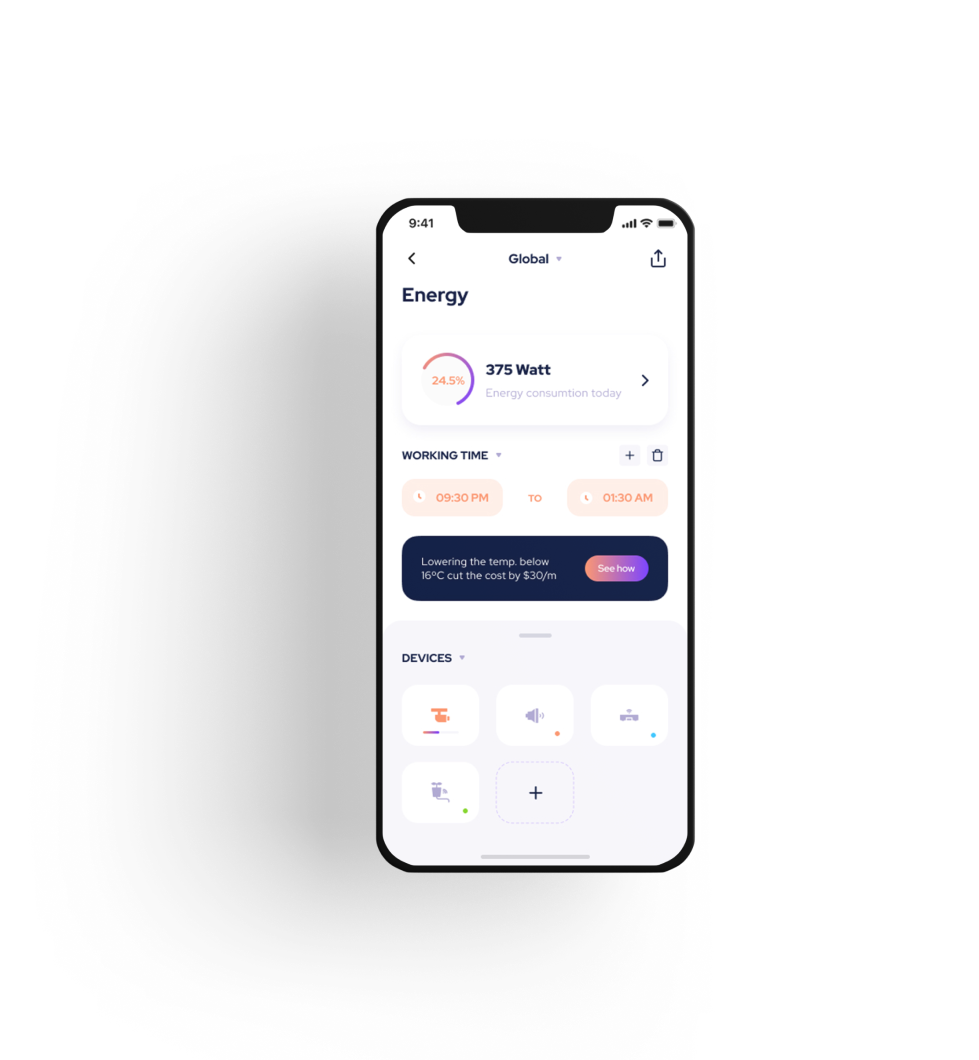 9:41
Global
Energy
24.5%
375 Watt
Energy consumtion today
WORKING TIME
09:30 PM
TO
01:30 AM
Lowering the temp. below
16ºC cut the cost by $30/m
See how
DEVICES